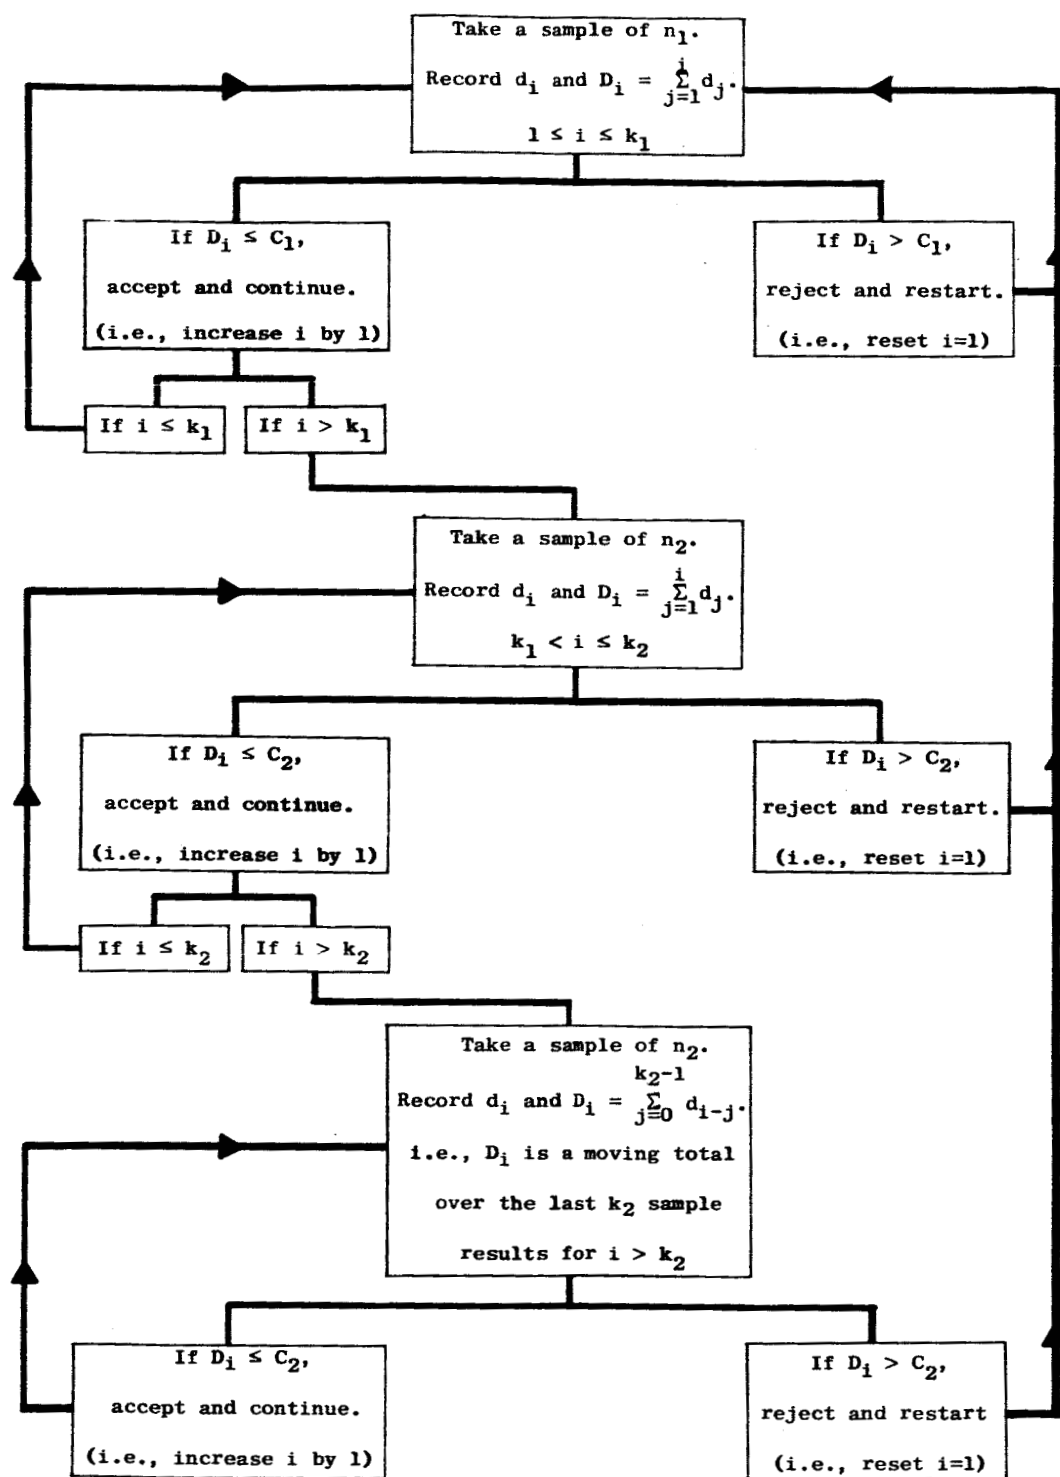 Take a sample of n₁.
i
Record dᵢ and Dᵢ = Σ dⱼ.
j=1
1 ≤ i ≤ k₁
If Dᵢ ≤ C₁,
accept and continue.
(i.e., increase i by 1)
If Dᵢ > C₁,
reject and restart.
(i.e., reset i=1)
If i ≤ k₁
If i > k₁
Take a sample of n₂.
i
Record dᵢ and Dᵢ = Σ dⱼ.
j=1
k₁ < i ≤ k₂
If Dᵢ ≤ C₂,
accept and continue.
(i.e., increase i by 1)
If Dᵢ > C₂,
reject and restart.
(i.e., reset i=1)
If i ≤ k₂
If i > k₂
Take a sample of n₂.
k₂-1
Record dᵢ and Dᵢ = Σ dᵢ₋ⱼ.
j=0
i.e., Dᵢ is a moving total
over the last k₂ sample
results for i > k₂
If Dᵢ ≤ C₂,
accept and continue.
(i.e., increase i by 1)
If Dᵢ > C₂,
reject and restart
(i.e., reset i=1)